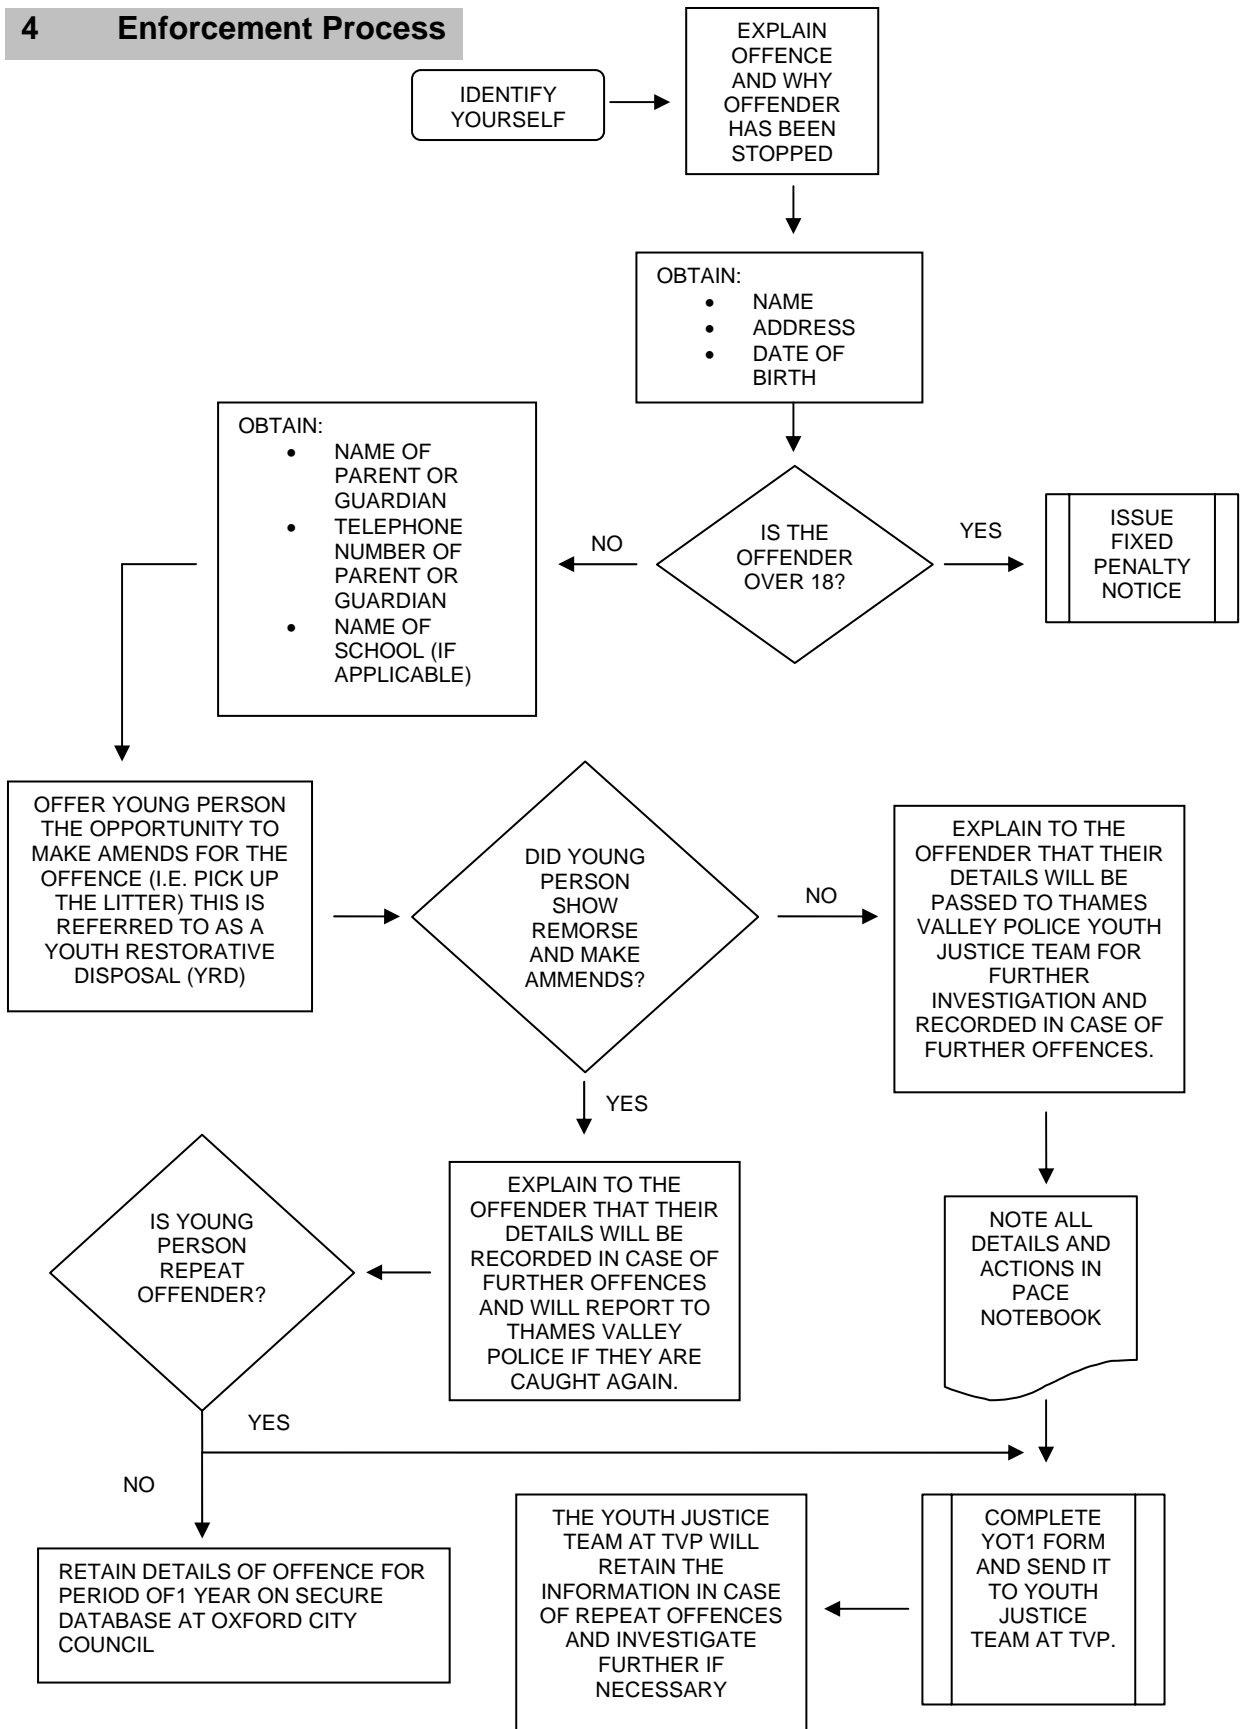 4 Enforcement Process
IDENTIFY
YOURSELF
EXPLAIN
OFFENCE
AND WHY
OFFENDER
HAS BEEN
STOPPED
OBTAIN:
• NAME
• ADDRESS
• DATE OF
BIRTH
IS THE
OFFENDER
OVER 18?
YES
ISSUE
FIXED
PENALTY
NOTICE
NO
OBTAIN:
• NAME OF
PARENT OR
GUARDIAN
• TELEPHONE
NUMBER OF
PARENT OR
GUARDIAN
• NAME OF
SCHOOL (IF
APPLICABLE)
OFFER YOUNG PERSON
THE OPPORTUNITY TO
MAKE AMENDS FOR THE
OFFENCE (I.E. PICK UP
THE LITTER) THIS IS
REFERRED TO AS A
YOUTH RESTORATIVE
DISPOSAL (YRD)
DID YOUNG
PERSON
SHOW
REMORSE
AND MAKE
AMMENDS?
NO
EXPLAIN TO THE
OFFENDER THAT THEIR
DETAILS WILL BE
PASSED TO THAMES
VALLEY POLICE YOUTH
JUSTICE TEAM FOR
FURTHER
INVESTIGATION AND
RECORDED IN CASE OF
FURTHER OFFENCES.
YES
EXPLAIN TO THE
OFFENDER THAT THEIR
DETAILS WILL BE
RECORDED IN CASE OF
FURTHER OFFENCES
AND WILL REPORT TO
THAMES VALLEY
POLICE IF THEY ARE
CAUGHT AGAIN.
IS YOUNG
PERSON
REPEAT
OFFENDER?
NOTE ALL
DETAILS AND
ACTIONS IN
PACE
NOTEBOOK
YES
NO
RETAIN DETAILS OF OFFENCE FOR
PERIOD OF1 YEAR ON SECURE
DATABASE AT OXFORD CITY
COUNCIL
COMPLETE
YOT1 FORM
AND SEND IT
TO YOUTH
JUSTICE
TEAM AT TVP.
THE YOUTH JUSTICE
TEAM AT TVP WILL
RETAIN THE
INFORMATION IN CASE
OF REPEAT OFFENCES
AND INVESTIGATE
FURTHER IF
NECESSARY